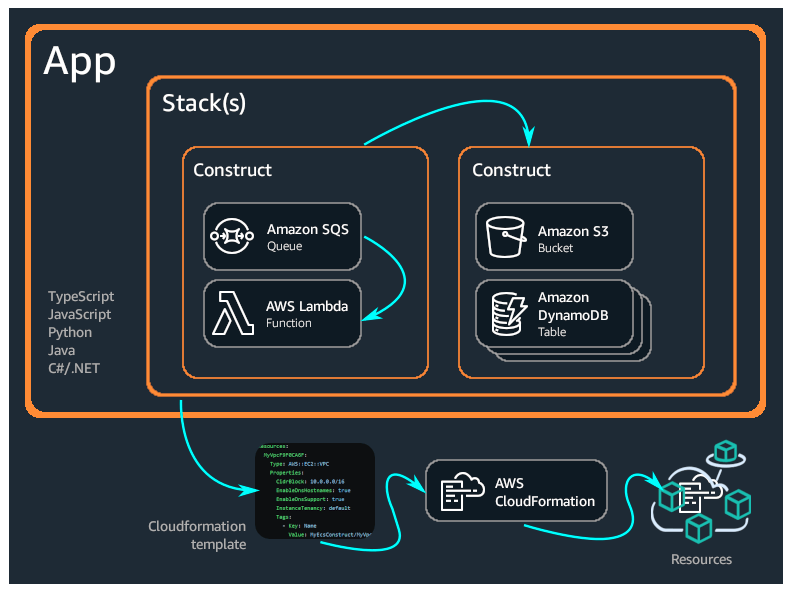 App
Stack(s)
Construct
Amazon SQS
Queue
AWS Lambda
Function
Construct
Amazon S3
Bucket
Amazon
DynamoDB
Table
TypeScript
JavaScript
Python
Java
C#/.NET
Cloudformation
template
MyVpcF9F0CA6F:
Type: AWS::EC2::VPC
Properties:
CidrBlock: 10.0.0.0/16
EnableDnsHostnames: true
EnableDnsSupport: true
InstanceTenancy: default
Tags:
- Key: Name
Value: MyEcsConstruct/MyVp
AWS
CloudFormation
Resources